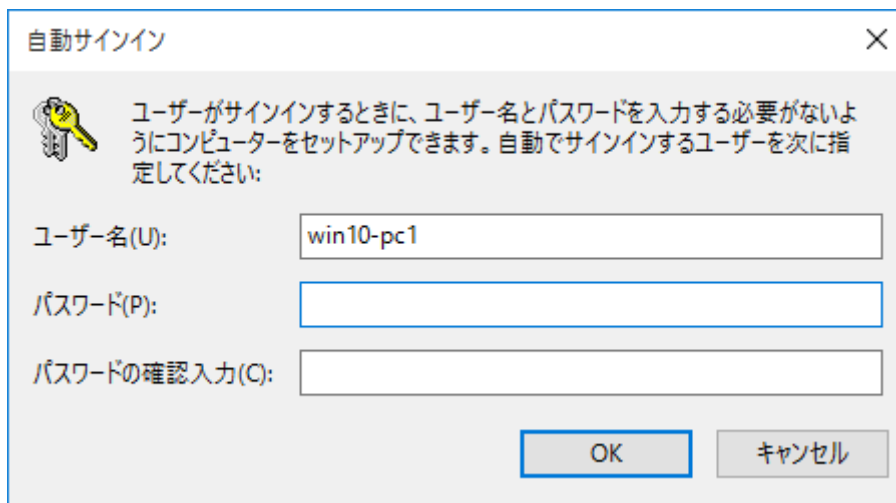 自動サインイン
ユーザーがサインインするときに、ユーザー名とパスワードを入力する必要がないよ
うにコンピューターをセットアップできます。自動でサインインするユーザーを次に指
定してください:
ユーザー名(U):
win10-pc1
パスワード(P):
パスワードの確認入力(C):
OK
キャンセル